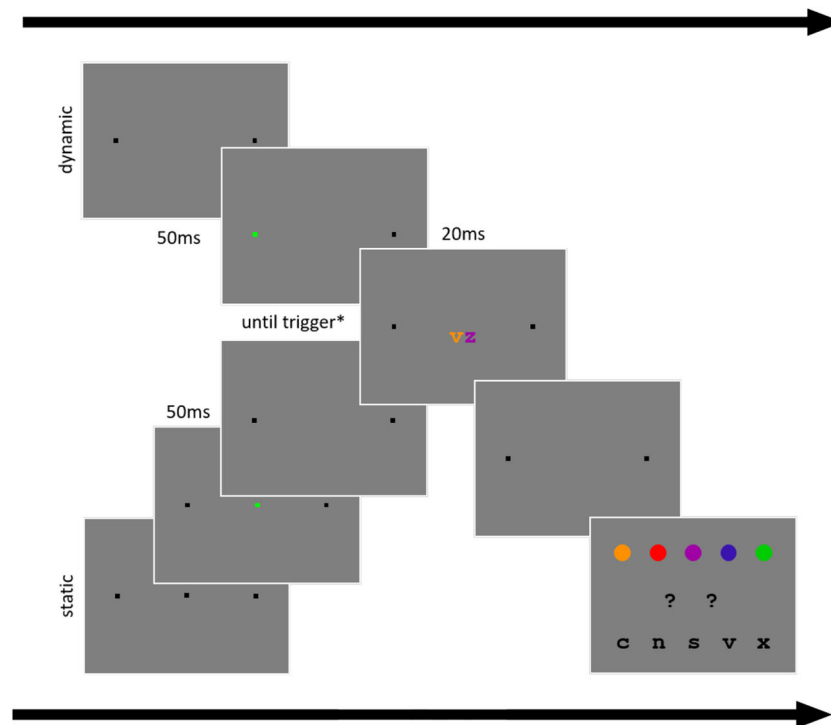 dynamic
50ms
20ms
until trigger*
vz
50ms
static
? ?
c n s v x